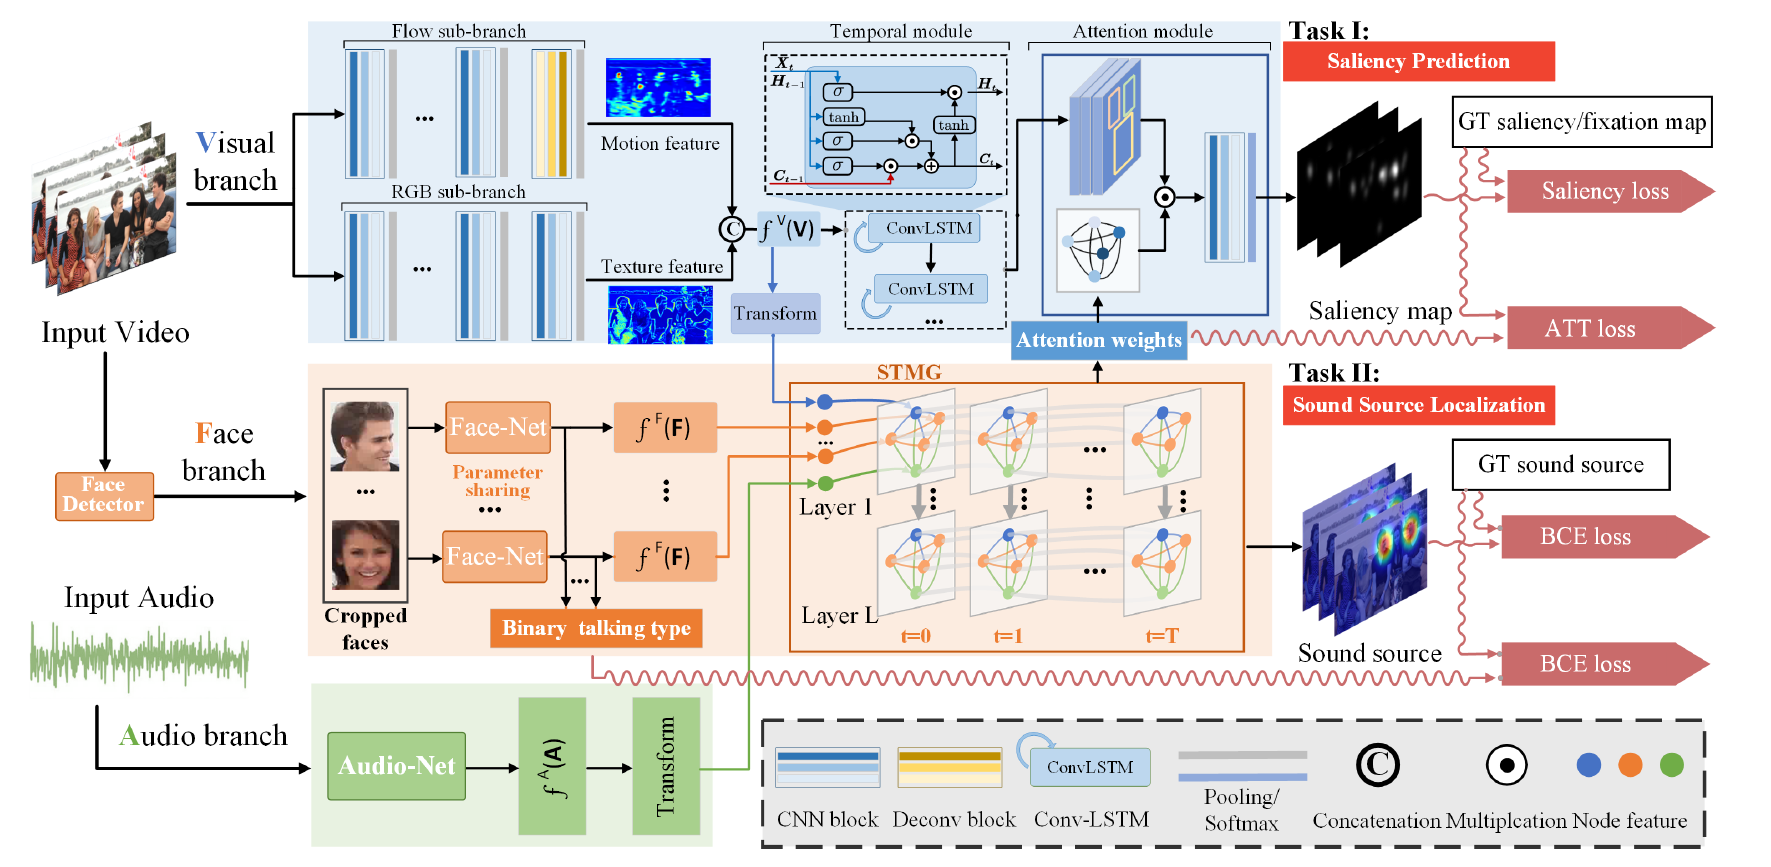 Flow sub-branch
Temporal module
Attention module
Task I:
Saliency Prediction
X_t
H_{t-1}
σ
tanh
σ
σ
C_{t-1}
tanh
H_t
C_t
GT saliency/fixation map
Visual
branch
...
Motion feature
RGB sub-branch
...
Texture feature
C
f^V(V)
ConvLSTM
ConvLSTM
...
Transform
Saliency loss
Saliency map
ATT loss
Attention weights
Input Video
Task II:
Sound Source Localization
STMG
Face
branch
Face
Detector
Face-Net
f^F(F)
Parameter
sharing
...
...
Face-Net
f^F(F)
...
Cropped
faces
Binary talking type
...
Layer 1
...
Layer L
...
t=0
t=1
t=T
GT sound source
BCE loss
Sound source
BCE loss
Input Audio
Audio branch
Audio-Net
f^A(A)
Transform
ConvLSTM
C
CNN block
Deconv block
Conv-LSTM
Pooling/
Softmax
Concatenation
Multiplcation
Node feature